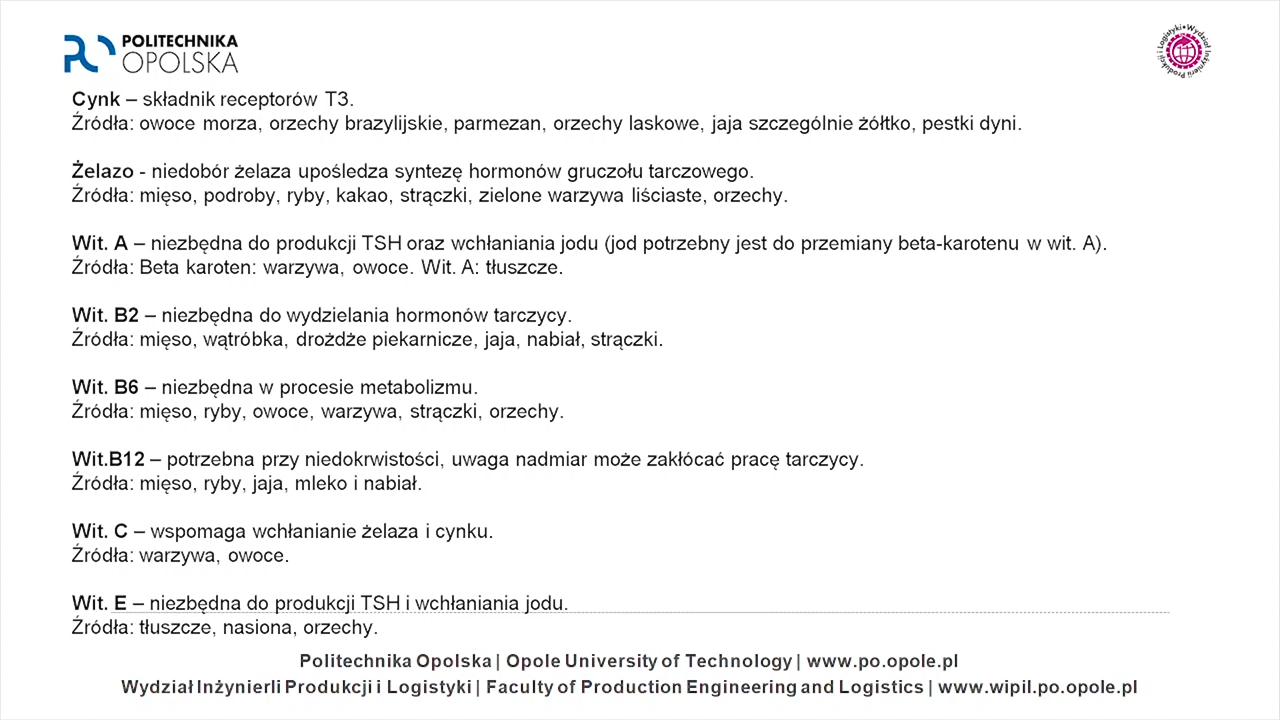 POLITECHNIKA
OPOLSKA
Wydział Inżynierii Produkcji i Logistyki
Cynk – składnik receptorów T3.
Źródła: owoce morza, orzechy brazylijskie, parmezan, orzechy laskowe, jaja szczególnie żółtko, pestki dyni.
Żelazo - niedobór żelaza upośledza syntezę hormonów gruczołu tarczowego.
Źródła: mięso, podroby, ryby, kakao, strączki, zielone warzywa liściaste, orzechy.
Wit. A – niezbędna do produkcji TSH oraz wchłaniania jodu (jod potrzebny jest do przemiany beta-karotenu w wit. A).
Źródła: Beta karoten: warzywa, owoce. Wit. A: tłuszcze.
Wit. B2 – niezbędna do wydzielania hormonów tarczycy.
Źródła: mięso, wątróbka, drożdże piekarnicze, jaja, nabiał, strączki.
Wit. B6 – niezbędna w procesie metabolizmu.
Źródła: mięso, ryby, owoce, warzywa, strączki, orzechy.
Wit.B12 – potrzebna przy niedokrwistości, uwaga nadmiar może zakłócać pracę tarczycy.
Źródła: mięso, ryby, jaja, mleko i nabiał.
Wit. C – wspomaga wchłanianie żelaza i cynku.
Źródła: warzywa, owoce.
Wit. E – niezbędna do produkcji TSH i wchłaniania jodu.
Źródła: tłuszcze, nasiona, orzechy.
Politechnika Opolska | Opole University of Technology | www.po.opole.pl
Wydział Inżynierli Produkcji i Logistyki | Faculty of Production Engineering and Logistics | www.wipil.po.opole.pl